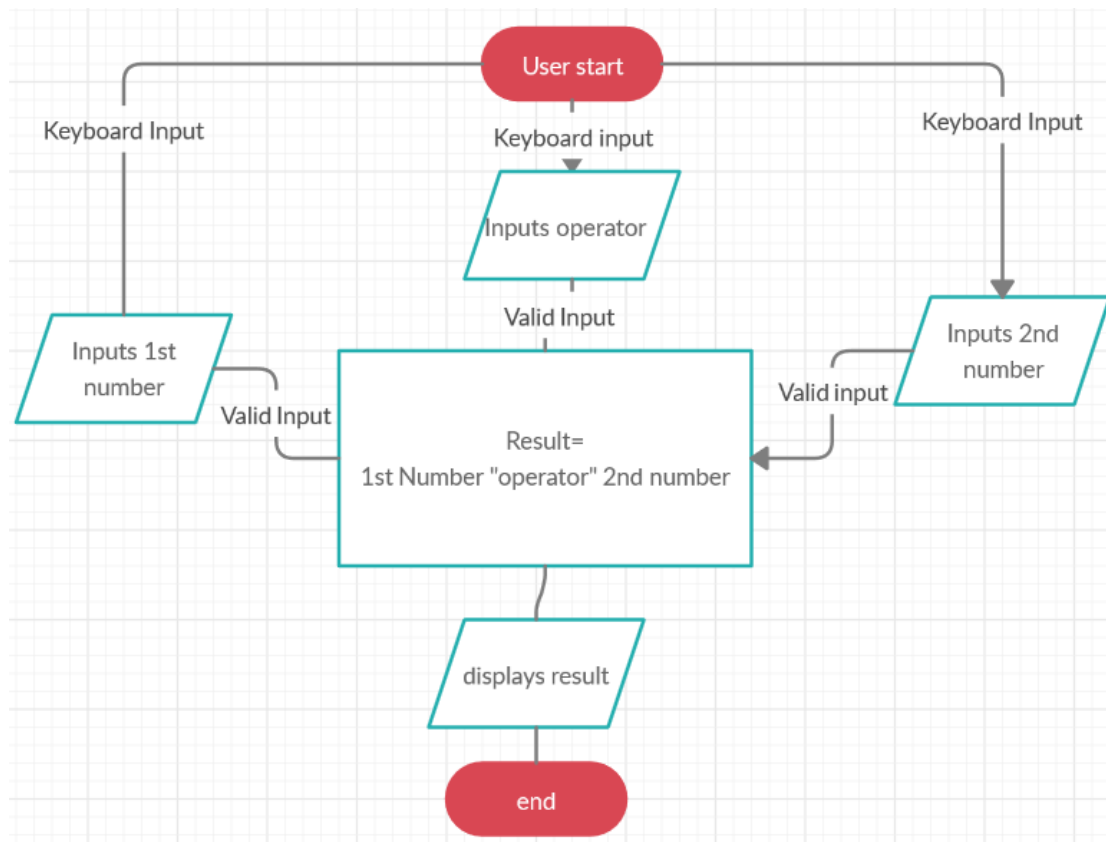 User start
Keyboard Input
Keyboard input
Keyboard Input
Inputs operator
Valid Input
Inputs 1st
number
Inputs 2nd
number
Valid Input
Valid input
Result=
1st Number "operator" 2nd number
displays result
end